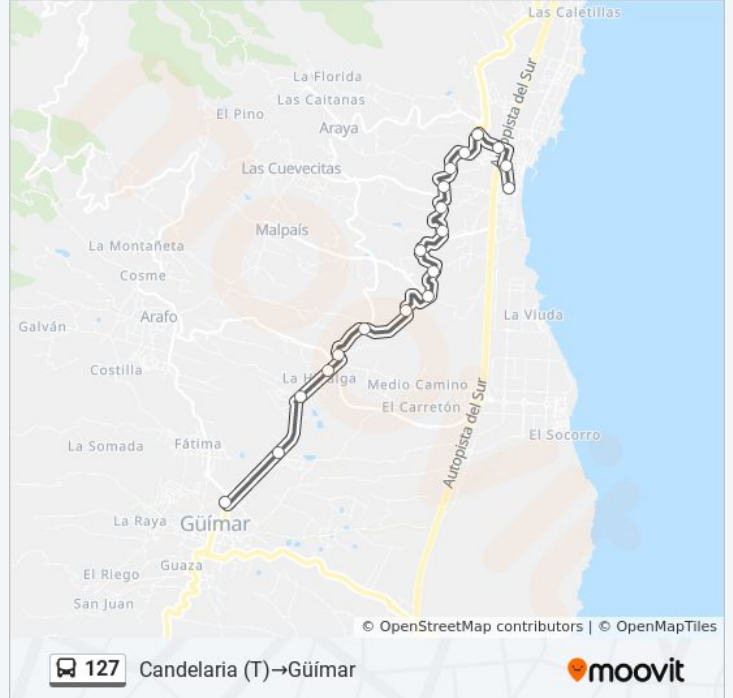 Las Caletillas
La Florida
Las Caitanas
El Pino
Araya
Autopista del Sur
Las Cuevecitas
Malpaís
La Montañeta
Cosme
Arafo
La Viuda
Galván
Costilla
La Hidalga
Medio Camino
El Carretón
Autopista del Sur
El Socorro
La Somada
Fátima
La Raya
Güímar
Guaza
El Riego
San Juan
© OpenStreetMap contributors | © OpenMapTiles
127 Candelaria (T)→Güímar
moovit